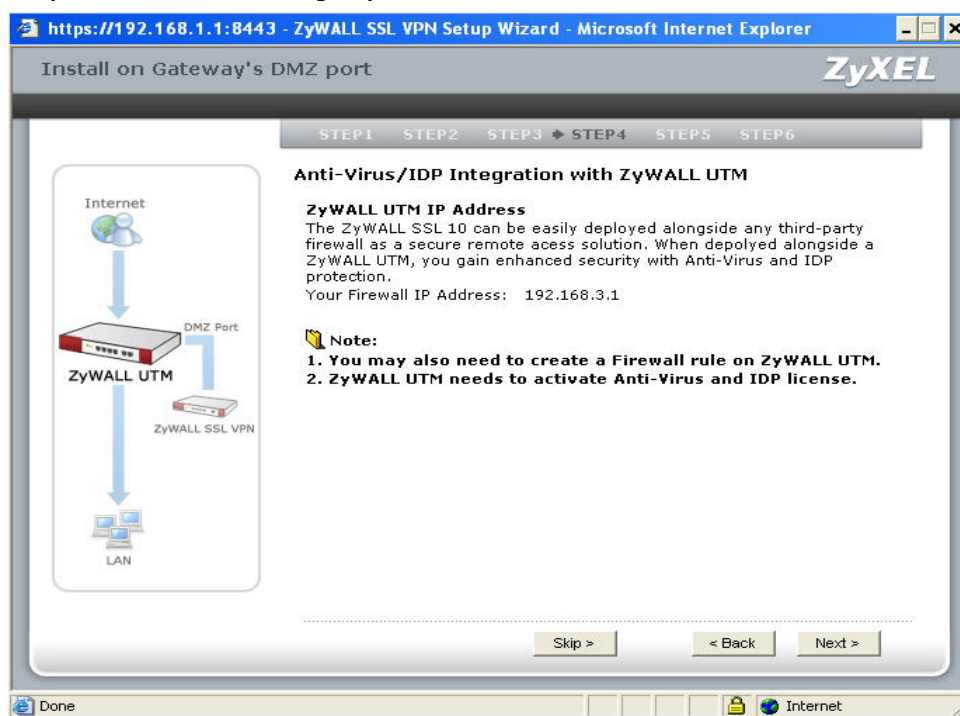 https://192.168.1.1:8443 - ZyWALL SSL VPN Setup Wizard - Microsoft Internet Explorer
Install on Gateway's DMZ port
ZyXEL
STEP1 STEP2 STEP3 STEP4 STEP5 STEP6
Internet
DMZ Port
ZyWALL UTM
ZyWALL SSL VPN
LAN
Anti-Virus/IDP Integration with ZyWALL UTM
ZyWALL UTM IP Address
The ZyWALL SSL 10 can be easily deployed alongside any third-party
firewall as a secure remote acess solution. When depolyed alongside a
ZyWALL UTM, you gain enhanced security with Anti-Virus and IDP
protection.
Your Firewall IP Address: 192.168.3.1
Note:
1. You may also need to create a Firewall rule on ZyWALL UTM.
2. ZyWALL UTM needs to activate Anti-Virus and IDP license.
Skip > < Back Next >
Done Internet